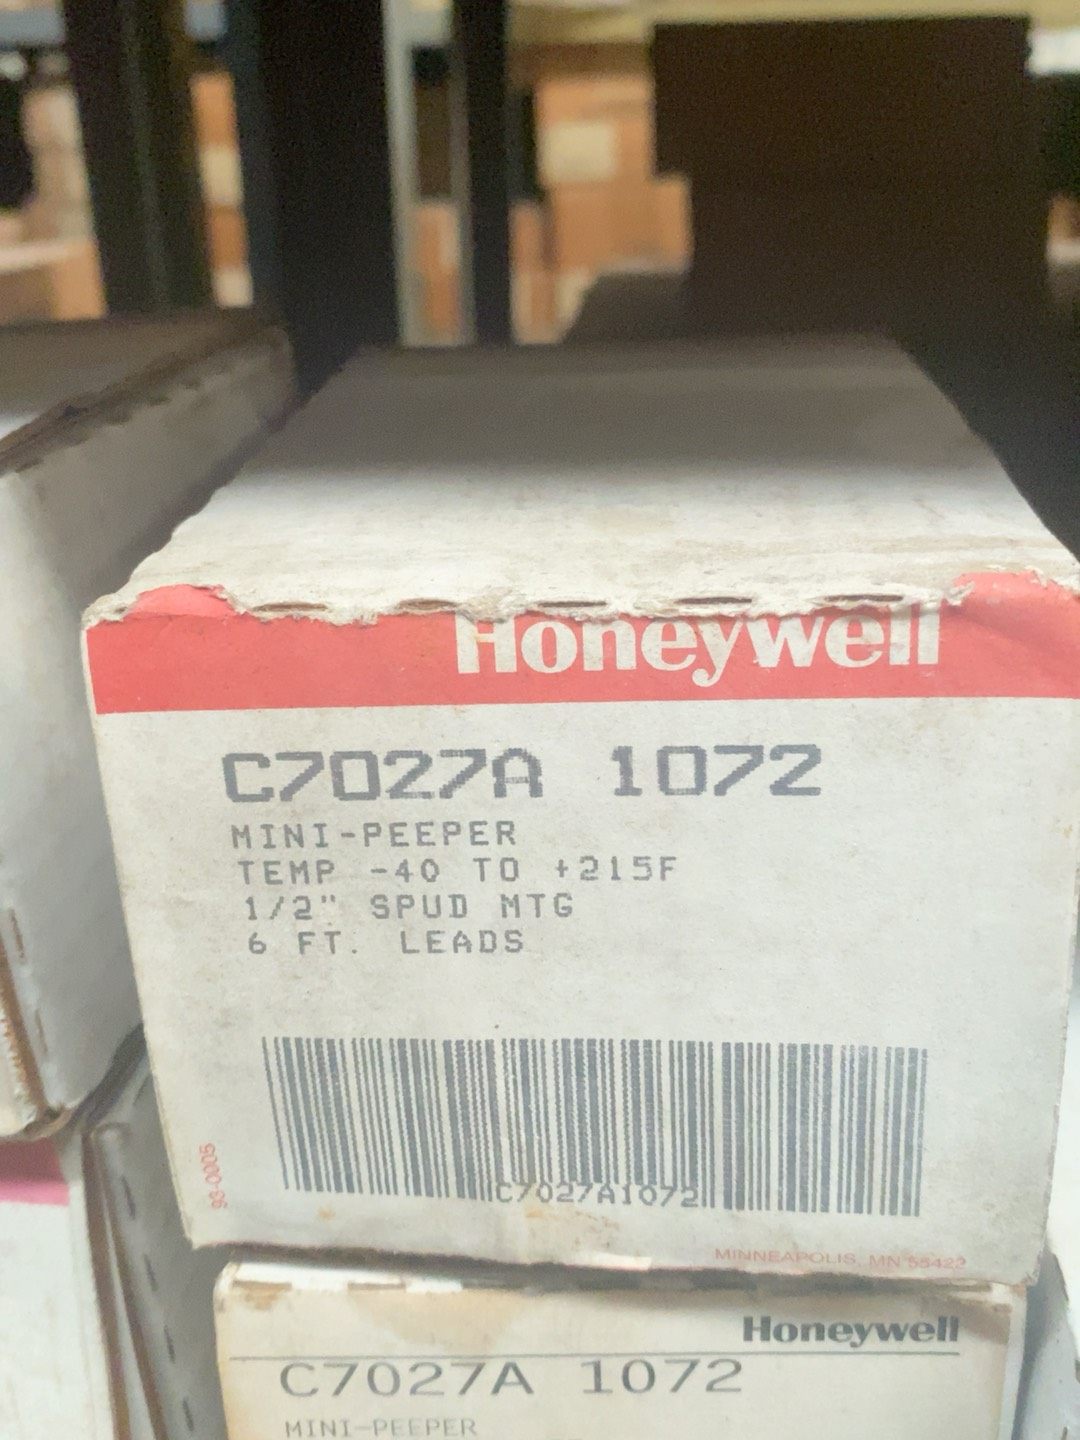 Honeywell
C7027A 1072
MINI-PEEPER
TEMP -40 TO +215F
1/2" SPUD MTG
6 FT. LEADS
C7027A1072
93-0005
MINNEAPOLIS, MN 55422
Honeywell
C7027A 1072
MINI-PEEPER